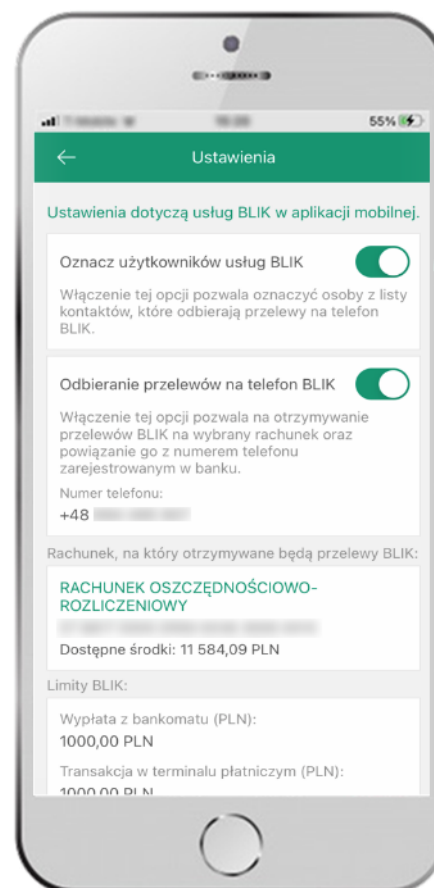 55%
Ustawienia
Ustawienia dotyczą usług BLIK w aplikacji mobilnej.
Oznacz użytkowników usług BLIK
Włączenie tej opcji pozwala oznaczyć osoby z listy
kontaktów, które odbierają przelewy na telefon
BLIK.
Odbieranie przelewów na telefon BLIK
Włączenie tej opcji pozwala na otrzymywanie
przelewów BLIK na wybrany rachunek oraz
powiązanie go z numerem telefonu
zarejestrowanym w banku.
Numer telefonu:
+48
Rachunek, na który otrzymywane będą przelewy BLIK:
RACHUNEK OSZCZĘDNOŚCIOWO-
ROZLICZENIOWY
Dostępne środki: 11 584,09 PLN
Limity BLIK:
Wypłata z bankomatu (PLN):
1000,00 PLN
Transakcja w terminalu płatniczym (PLN):
1000,00 PLN